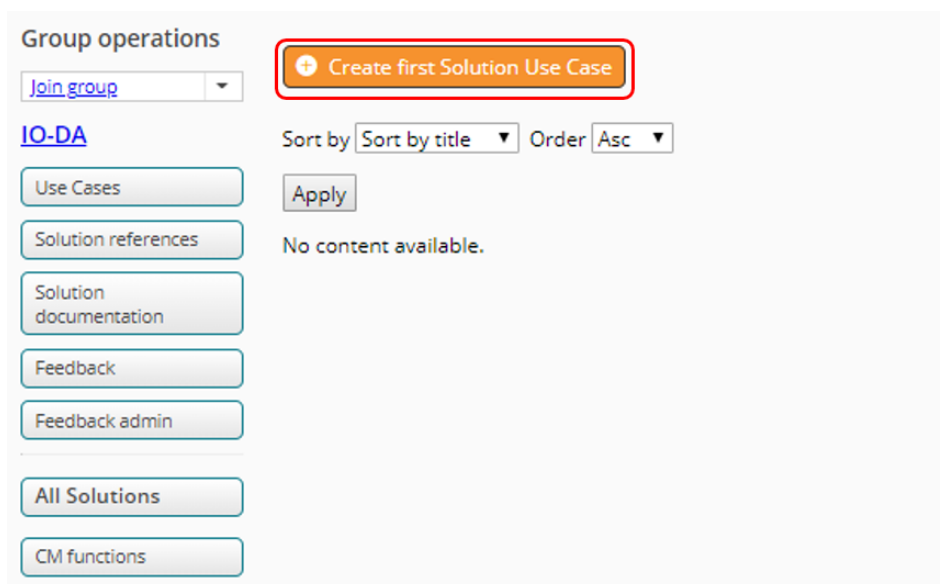 Group operations
Join group
IO-DA
Use Cases
Solution references
Solution
documentation
Feedback
Feedback admin
All Solutions
CM functions
Create first Solution Use Case
Sort by Sort by title Order Asc
Apply
No content available.